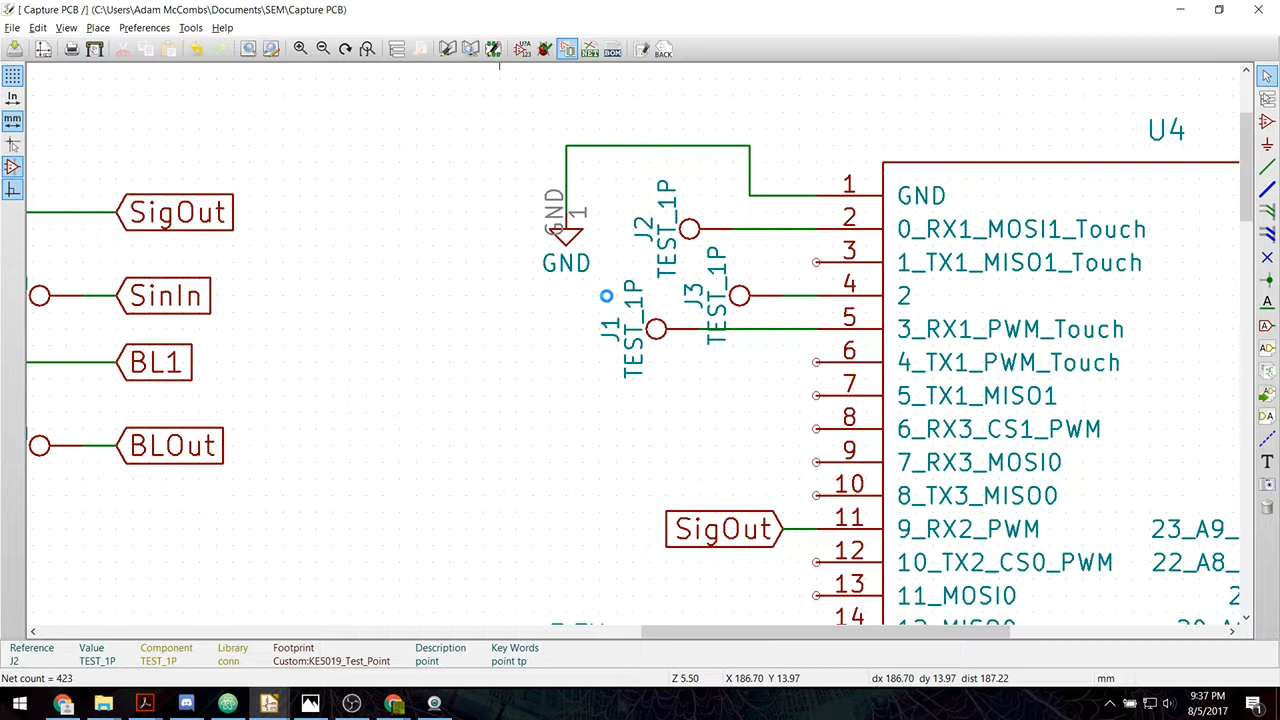 [ Capture PCB /] (C:\Users\Adam McCombs\Documents\SEM\Capture PCB)
File Edit View Place Preferences Tools Help
In
mm
U4
SigOut
SinIn
BL1
BLOut
GND
1
GND
J2
TEST_1P
J3
TEST_1P
J1
TEST_1P
1 GND
2 0_RX1_MOSI1_Touch
3 1_TX1_MISO1_Touch
4 2
5 3_RX1_PWM_Touch
6 4_TX1_PWM_Touch
7 5_TX1_MISO1
8 6_RX3_CS1_PWM
9 7_RX3_MOSI0
10 8_TX3_MISO0
SigOut 11 9_RX2_PWM 23_A9_
12 10_TX2_CS0_PWM 22_A8_
13 11_MOSI0 2
14
Reference Value Component Library Footprint Description Key Words
J2 TEST_1P TEST_1P conn Custom:KE5019_Test_Point point point tp
Net count = 423 Z 5.50 X 186.70 Y 13.97 dx 186.70 dy 13.97 dist 187.22 mm
9:37 PM
8/5/2017